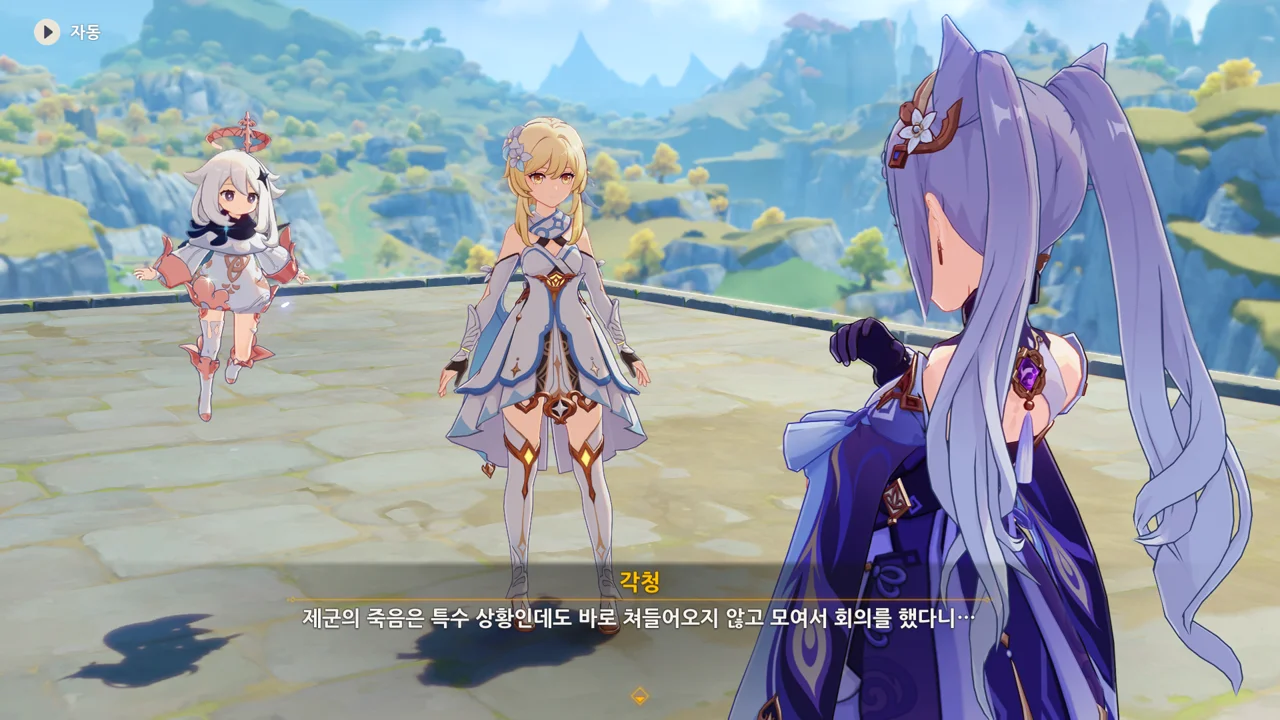 자동
각청
제군의 죽음은 특수 상황인데도 바로 쳐들어오지 않고 모여서 회의를 했다니…